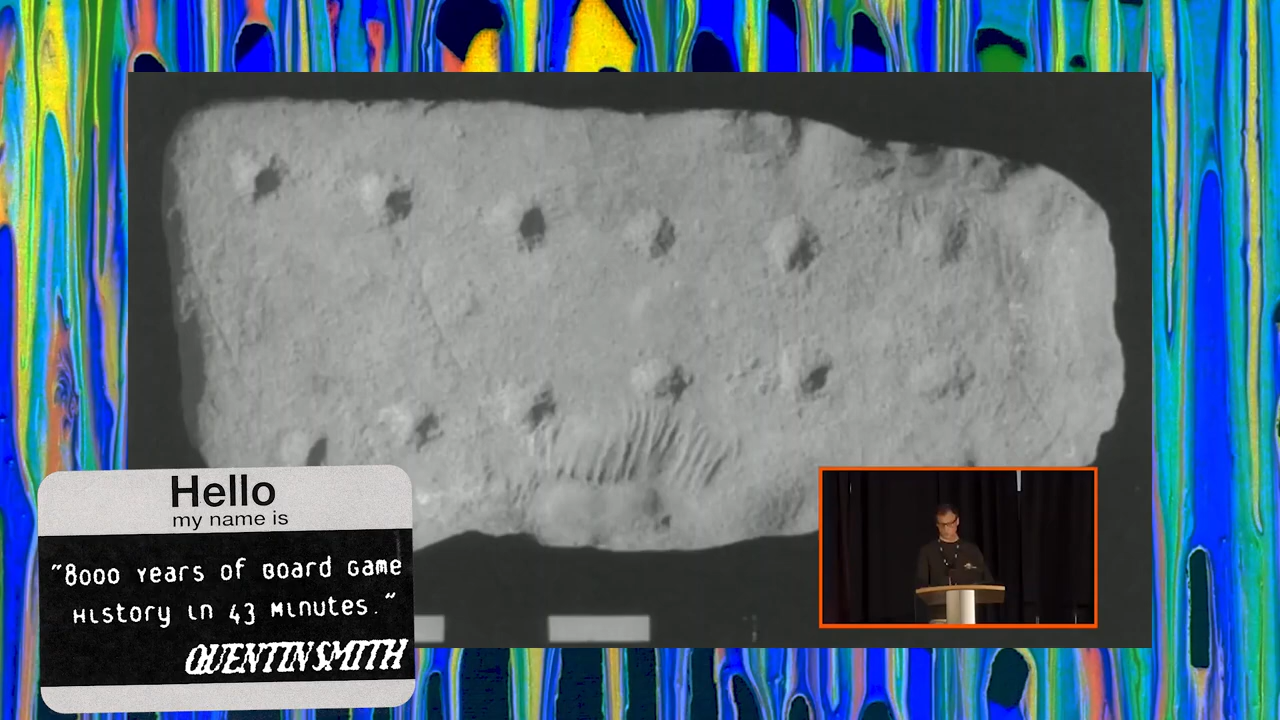 Hello
my name is
"8000 Years of Board Game
History in 43 Minutes."
QUENTIN SMITH